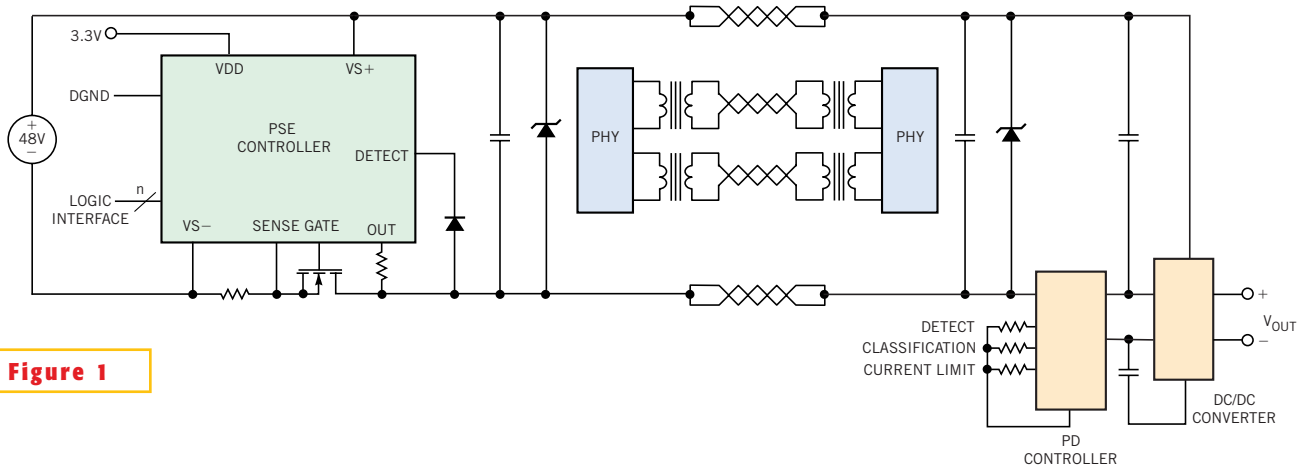 3.3V
VDD
VS+
DGND
+
48V
−
PSE
CONTROLLER
DETECT
n
LOGIC
INTERFACE
VS−
SENSE GATE
OUT
PHY
PHY
DETECT
CLASSIFICATION
CURRENT LIMIT
+
VOUT
−
DC/DC
CONVERTER
PD
CONTROLLER
Figure 1